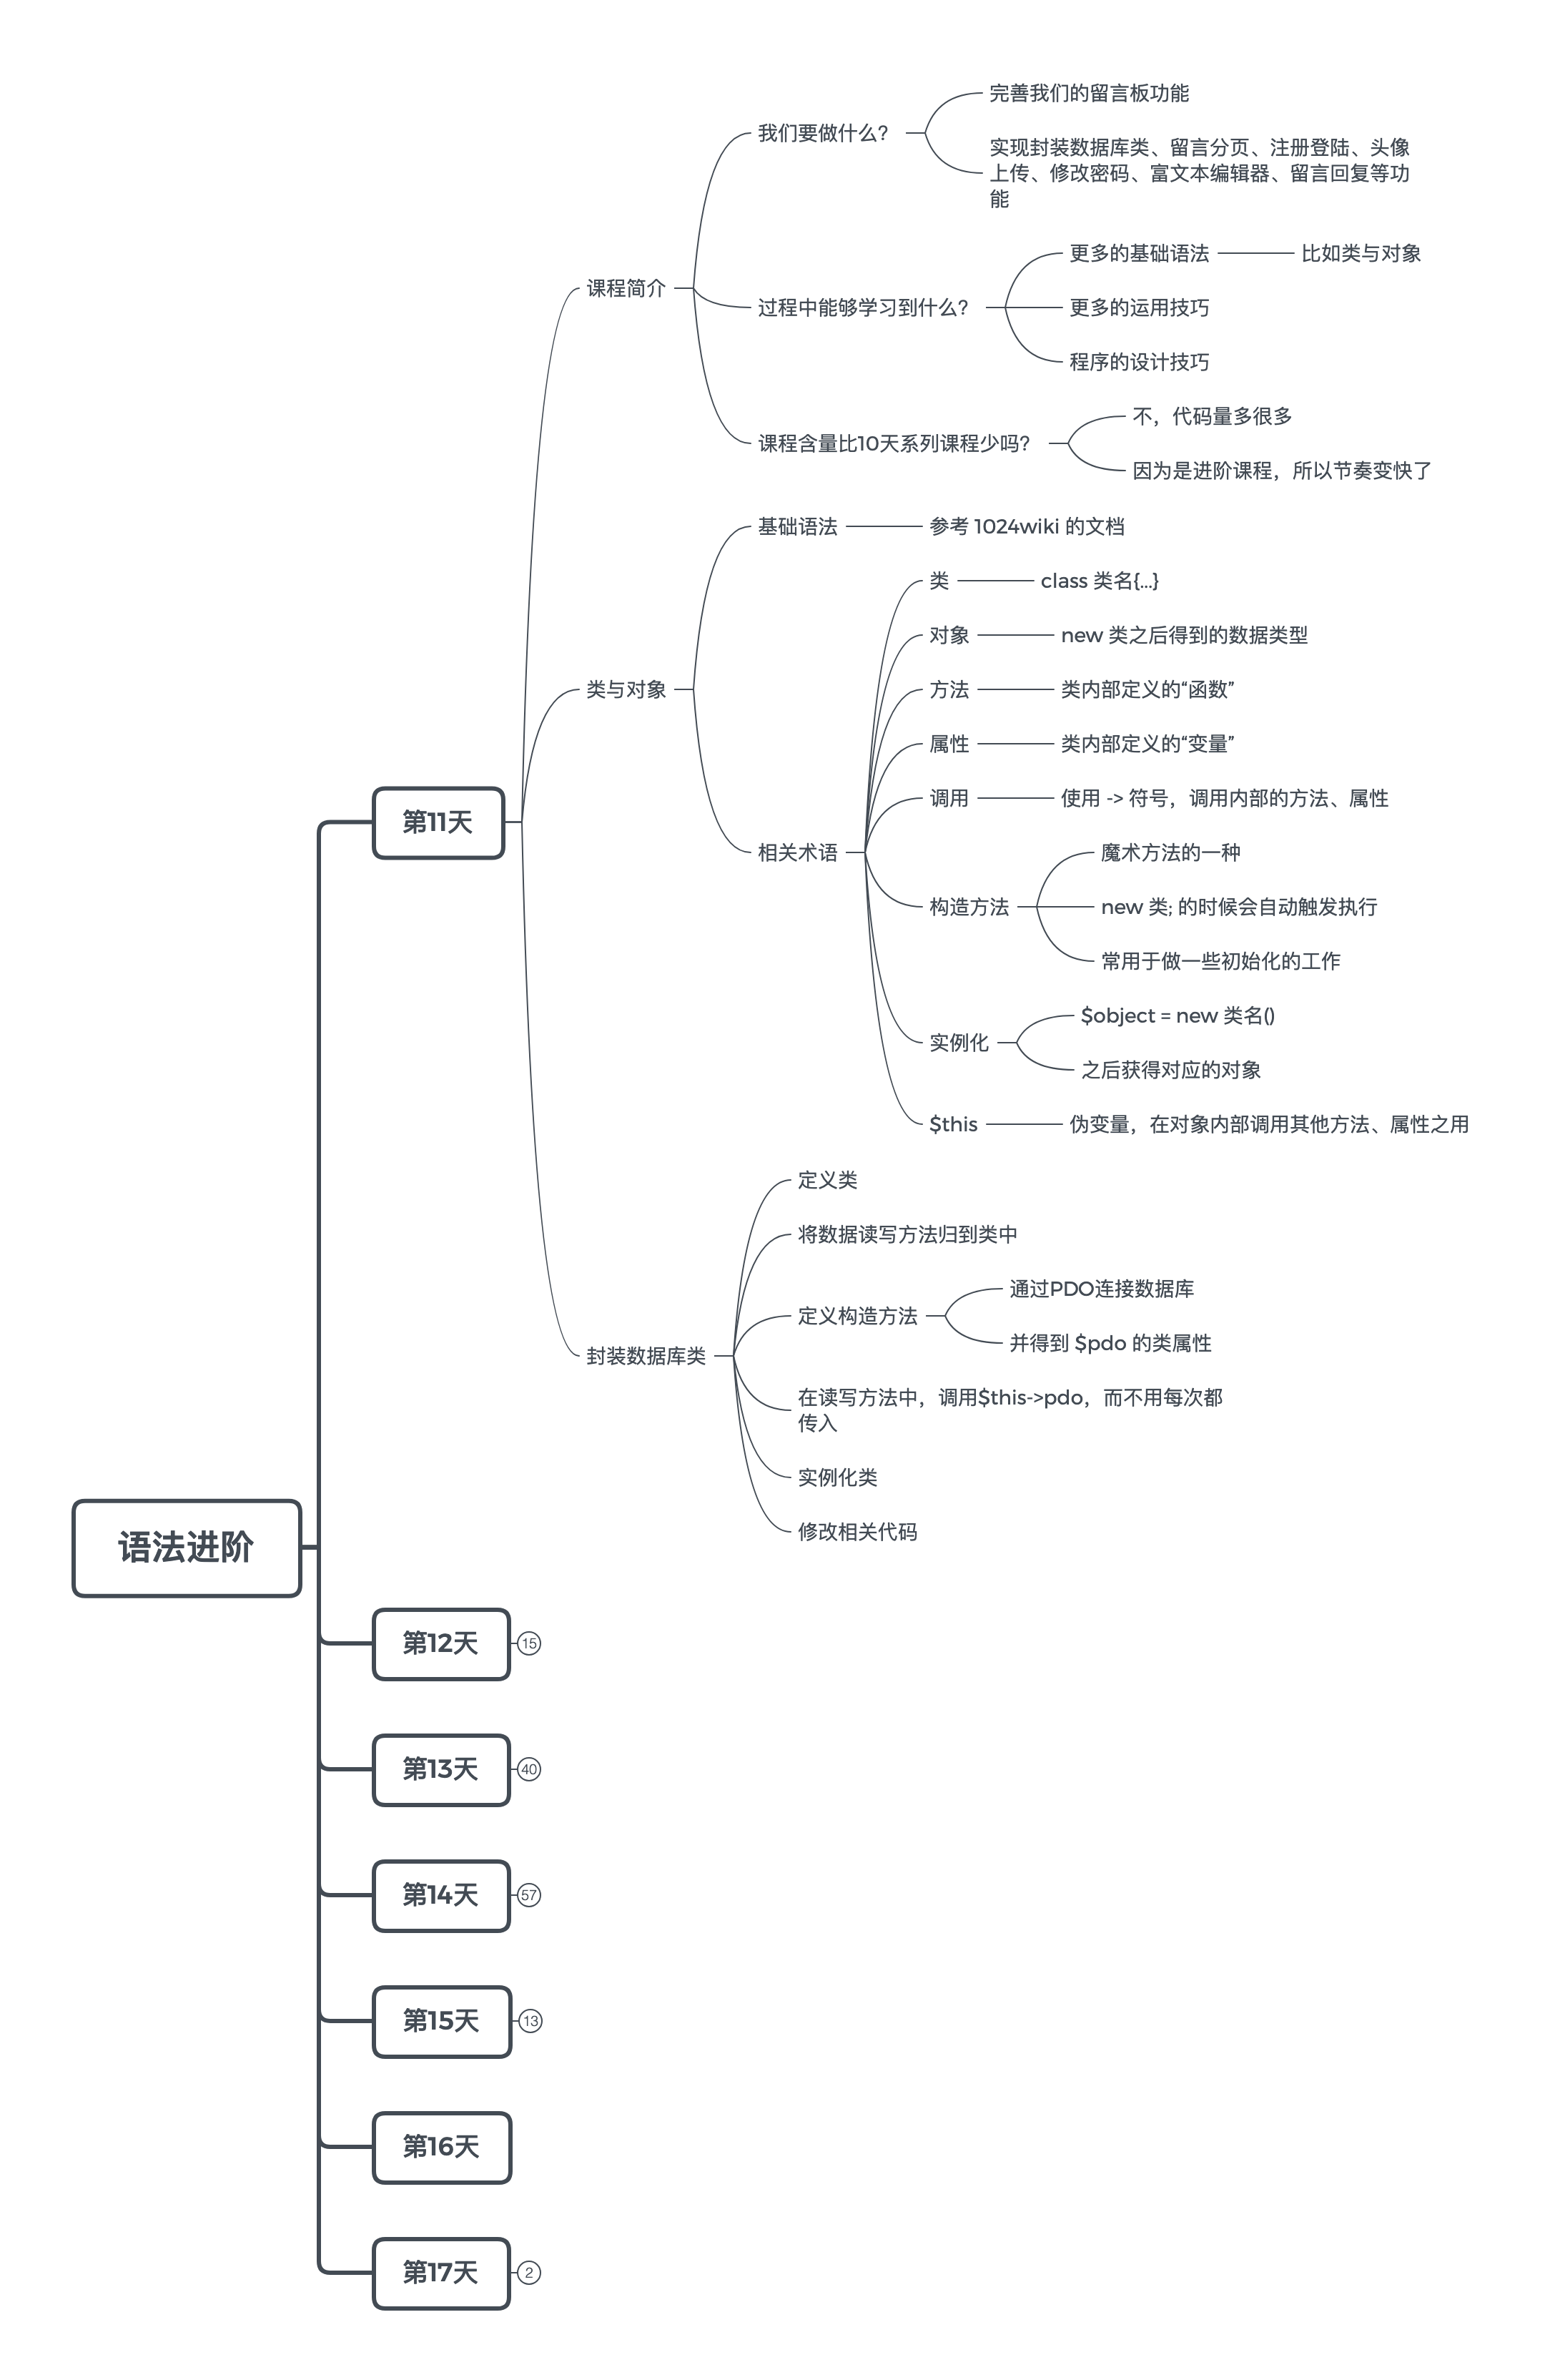 语法进阶
第11天
课程简介
我们要做什么？
完善我们的留言板功能
实现封装数据库类、留言分页、注册登陆、头像
上传、修改密码、富文本编辑器、留言回复等功
能
过程中能够学习到什么？
更多的基础语法
比如类与对象
更多的运用技巧
程序的设计技巧
课程含量比10天系列课程少吗？
不，代码量多很多
因为是进阶课程，所以节奏变快了
类与对象
基础语法
参考 1024wiki 的文档
相关术语
类
class 类名{...}
对象
new 类之后得到的数据类型
方法
类内部定义的“函数”
属性
类内部定义的“变量”
调用
使用 -> 符号，调用内部的方法、属性
构造方法
魔术方法的一种
new 类; 的时候会自动触发执行
常用于做一些初始化的工作
实例化
$object = new 类名()
之后获得对应的对象
$this
伪变量，在对象内部调用其他方法、属性之用
封装数据库类
定义类
将数据读写方法归到类中
定义构造方法
通过PDO连接数据库
并得到 $pdo 的类属性
在读写方法中，调用$this->pdo，而不用每次都
传入
实例化类
修改相关代码
第12天
15
第13天
40
第14天
57
第15天
13
第16天
第17天
2